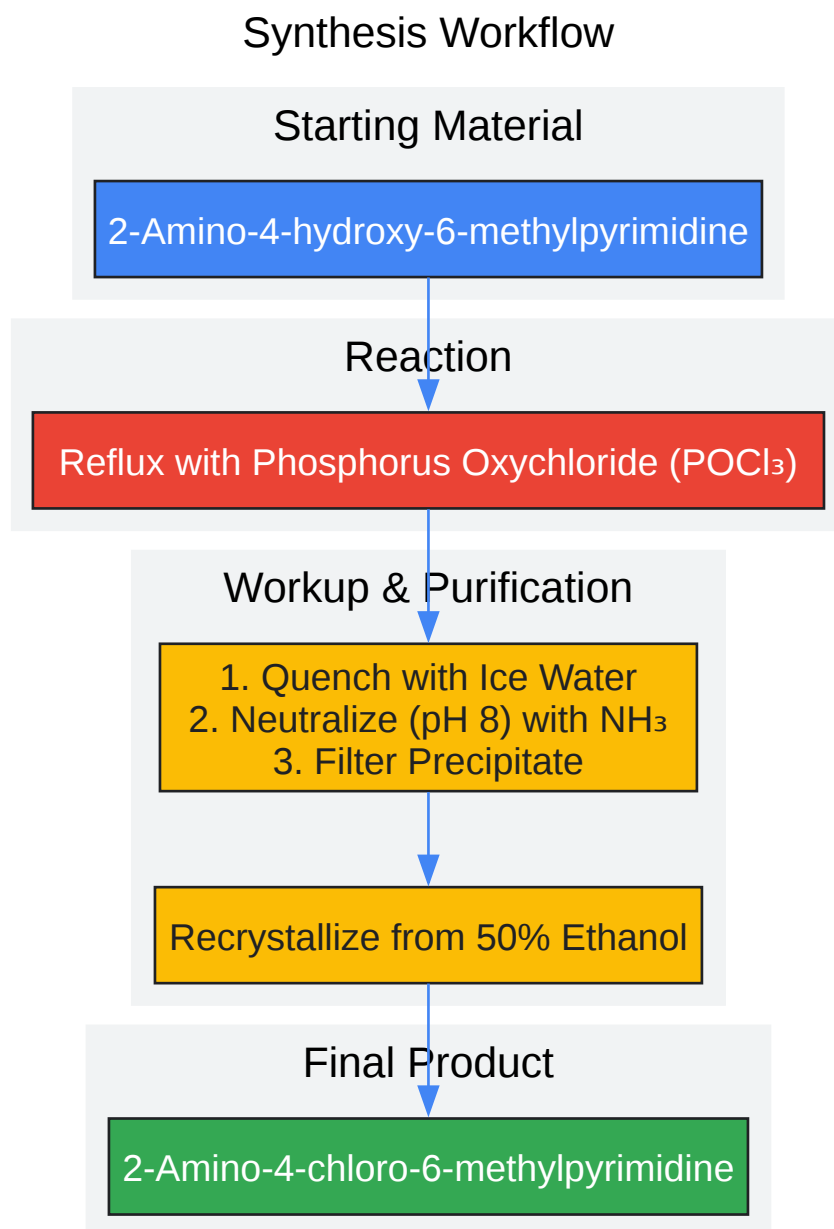 Synthesis Workflow
Starting Material
2-Amino-4-hydroxy-6-methylpyrimidine
Reaction
Reflux with Phosphorus Oxychloride (POCl₃)
Workup & Purification
1. Quench with Ice Water
2. Neutralize (pH 8) with NH₃
3. Filter Precipitate
Recrystallize from 50% Ethanol
Final Product
2-Amino-4-chloro-6-methylpyrimidine